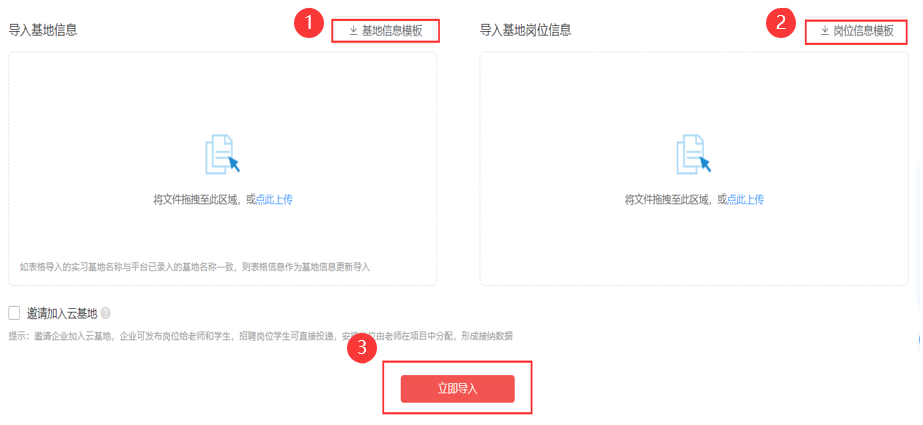 导入基地信息
1
基地信息模板
导入基地岗位信息
2
岗位信息模板
将文件拖拽至此区域，或点此上传
将文件拖拽至此区域，或点此上传
如表格导入的实习基地名称与平台已录入的基地名称一致，则表格信息作为基地信息更新导入
邀请加入云基地 ?
提示：邀请企业加入云基地，企业可发布岗位给老师和学生，招聘岗位学生可直接投递，安排岗位由老师在项目中分配，形成接纳数据
3
立即导入